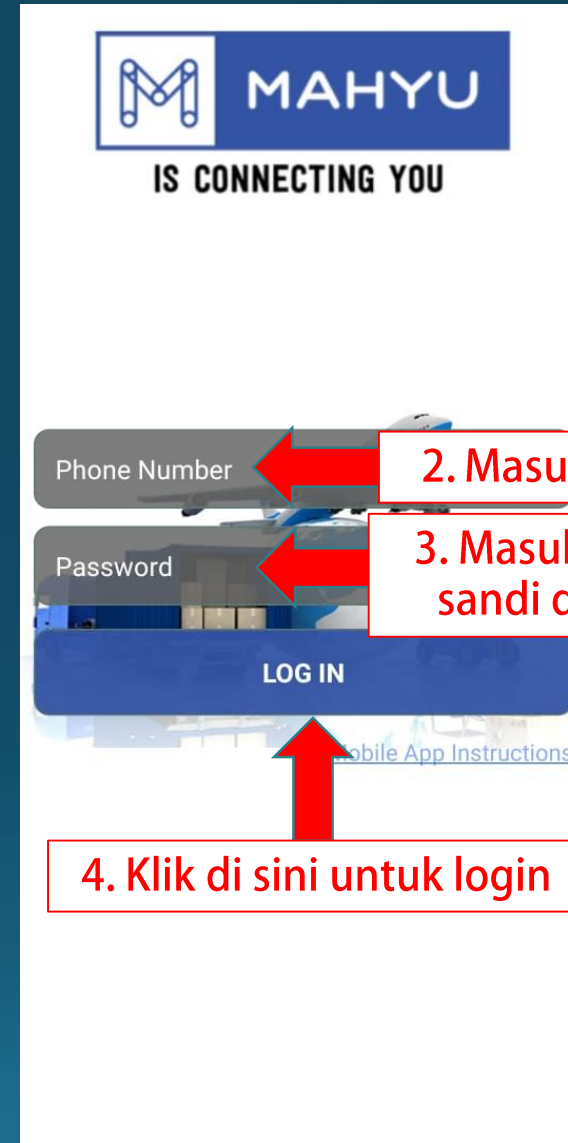 MAHYU
IS CONNECTING YOU
Phone Number
2. Masu
Password
3. Masu
sandi
LOG IN
obile App Instructions
4. Klik di sini untuk login